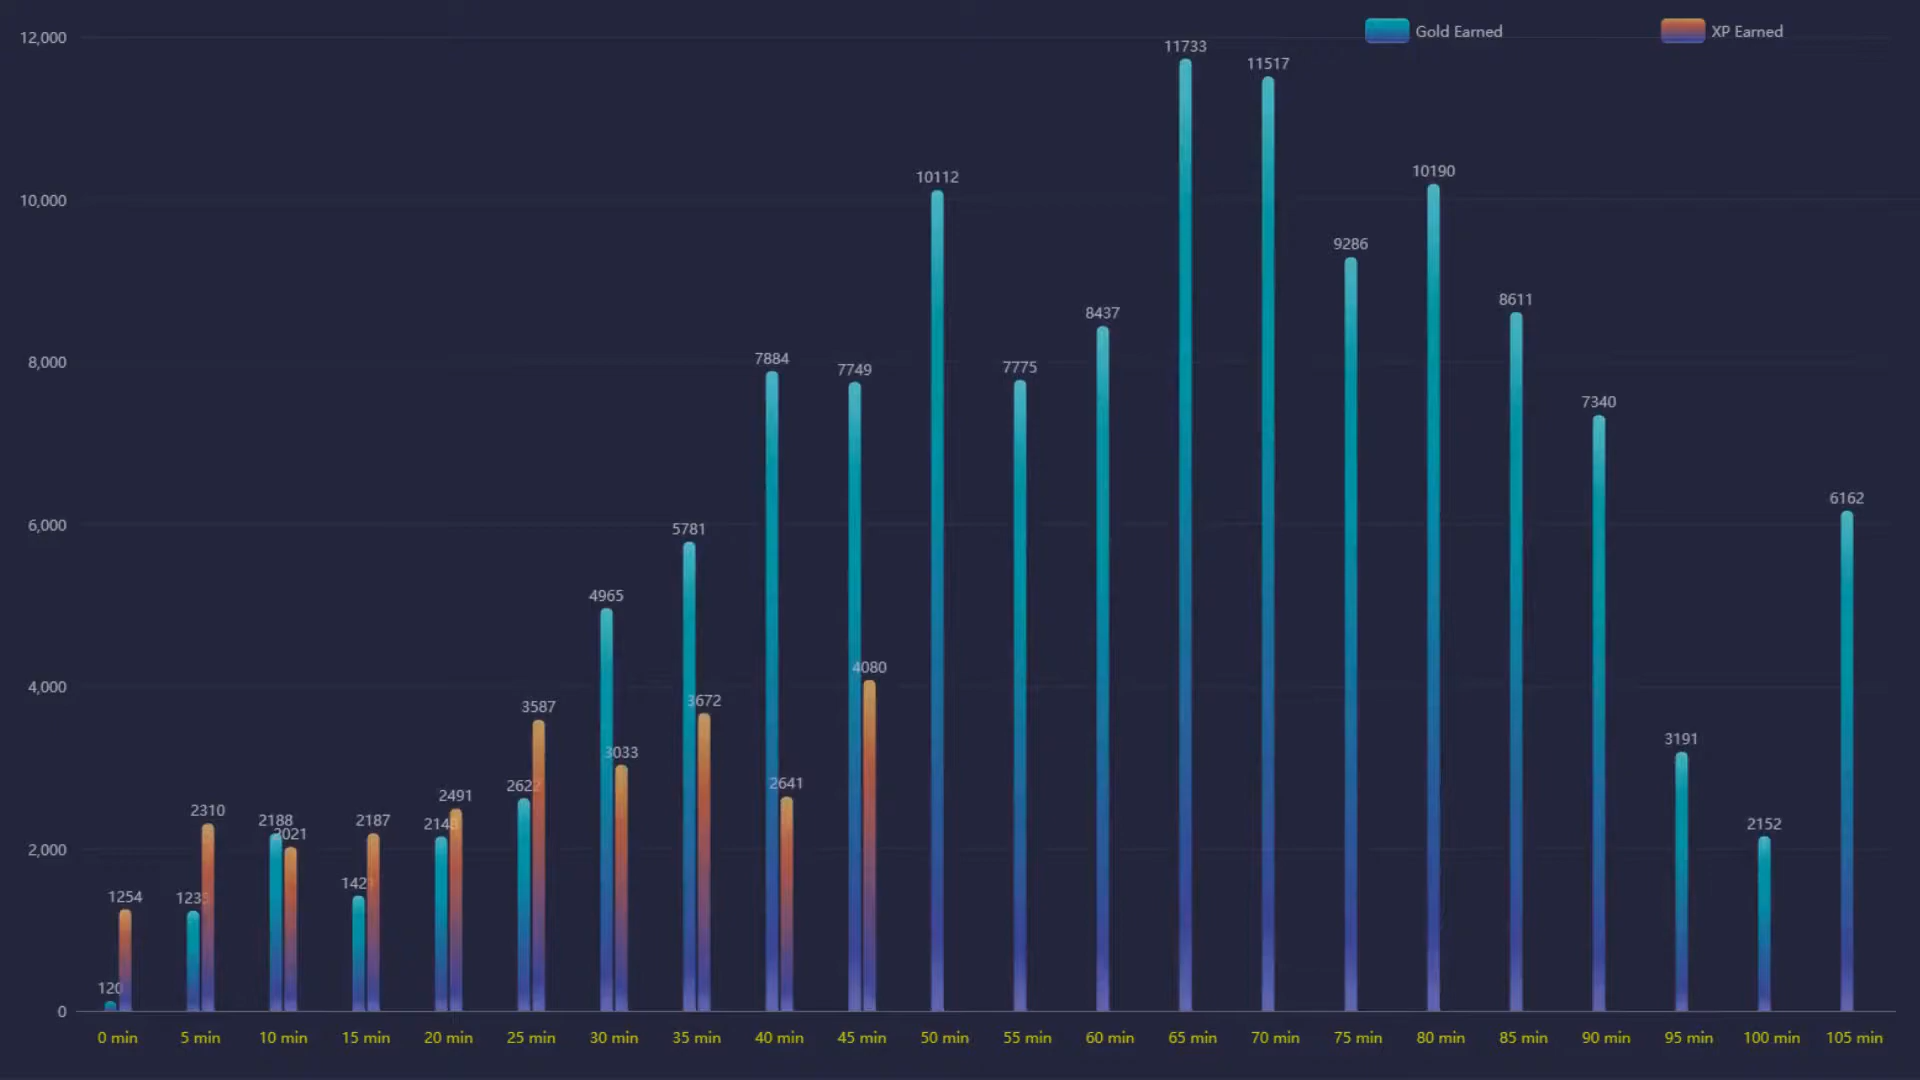 Gold Earned
XP Earned
12,000
10,000
8,000
6,000
4,000
2,000
0
120
1254
2310
2188
2021
2187
2148
2491
2622
3587
4965
3033
5781
3672
7884
2641
7749
4080
10112
7775
8437
11733
11517
9286
10190
8611
7340
3191
2152
6162
0 min
5 min
10 min
15 min
20 min
25 min
30 min
35 min
40 min
45 min
50 min
55 min
60 min
65 min
70 min
75 min
80 min
85 min
90 min
95 min
100 min
105 min